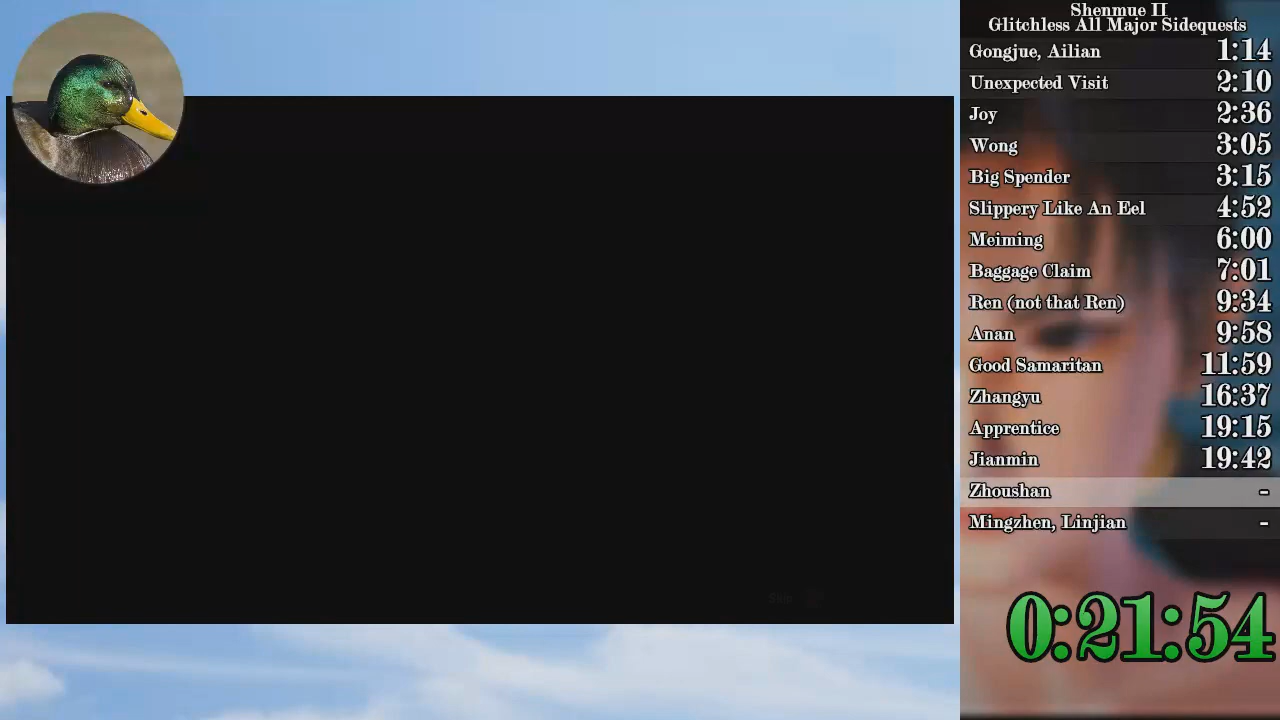 Shenmue II
Glitchless All Major Sidequests
Gongjue, Ailian 1:14
Unexpected Visit 2:10
Joy 2:36
Wong 3:05
Big Spender 3:15
Slippery Like An Eel 4:52
Meiming 6:00
Baggage Claim 7:01
Ren (not that Ren) 9:34
Anan 9:58
Good Samaritan 11:59
Zhangyu 16:37
Apprentice 19:15
Jianmin 19:42
Zhoushan -
Mingzhen, Linjian -
Skip
0:21:54